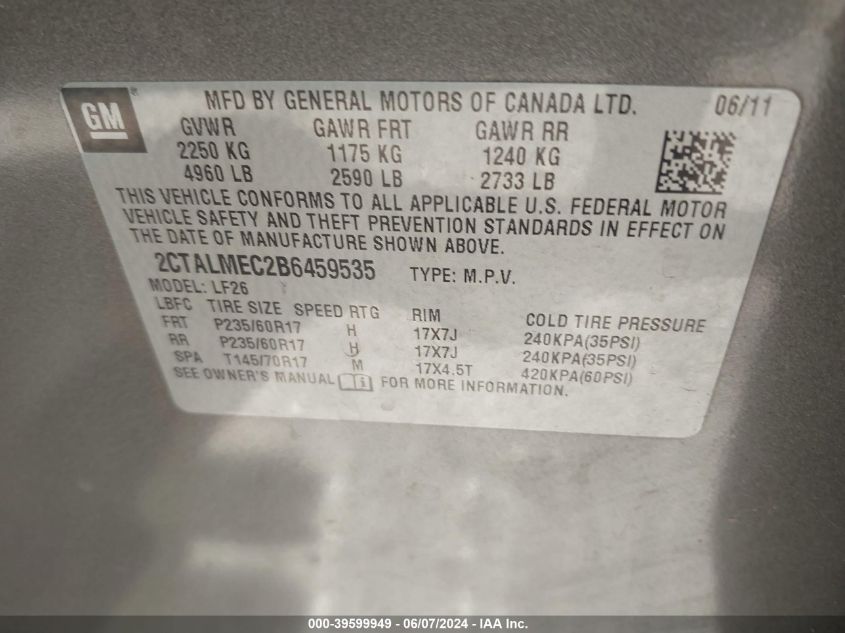 GM ®
MFD BY GENERAL MOTORS OF CANADA LTD. 06/11
GVWR GAWR FRT GAWR RR
2250 KG 1175 KG 1240 KG
4960 LB 2590 LB 2733 LB
THIS VEHICLE CONFORMS TO ALL APPLICABLE U.S. FEDERAL MOTOR
VEHICLE SAFETY AND THEFT PREVENTION STANDARDS IN EFFECT ON
THE DATE OF MANUFACTURE SHOWN ABOVE.
2CTALMEC2B6459535 TYPE: M.P.V.
MODEL: LF26
LBFC TIRE SIZE SPEED RTG RIM COLD TIRE PRESSURE
FRT P235/60R17 H 17X7J 240KPA(35PSI)
RR P235/60R17 H 17X7J 240KPA(35PSI)
SPA T145/70R17 M 17X4.5T 420KPA(60PSI)
SEE OWNER'S MANUAL FOR MORE INFORMATION.
000-39599949 - 06/07/2024 - IAA Inc.